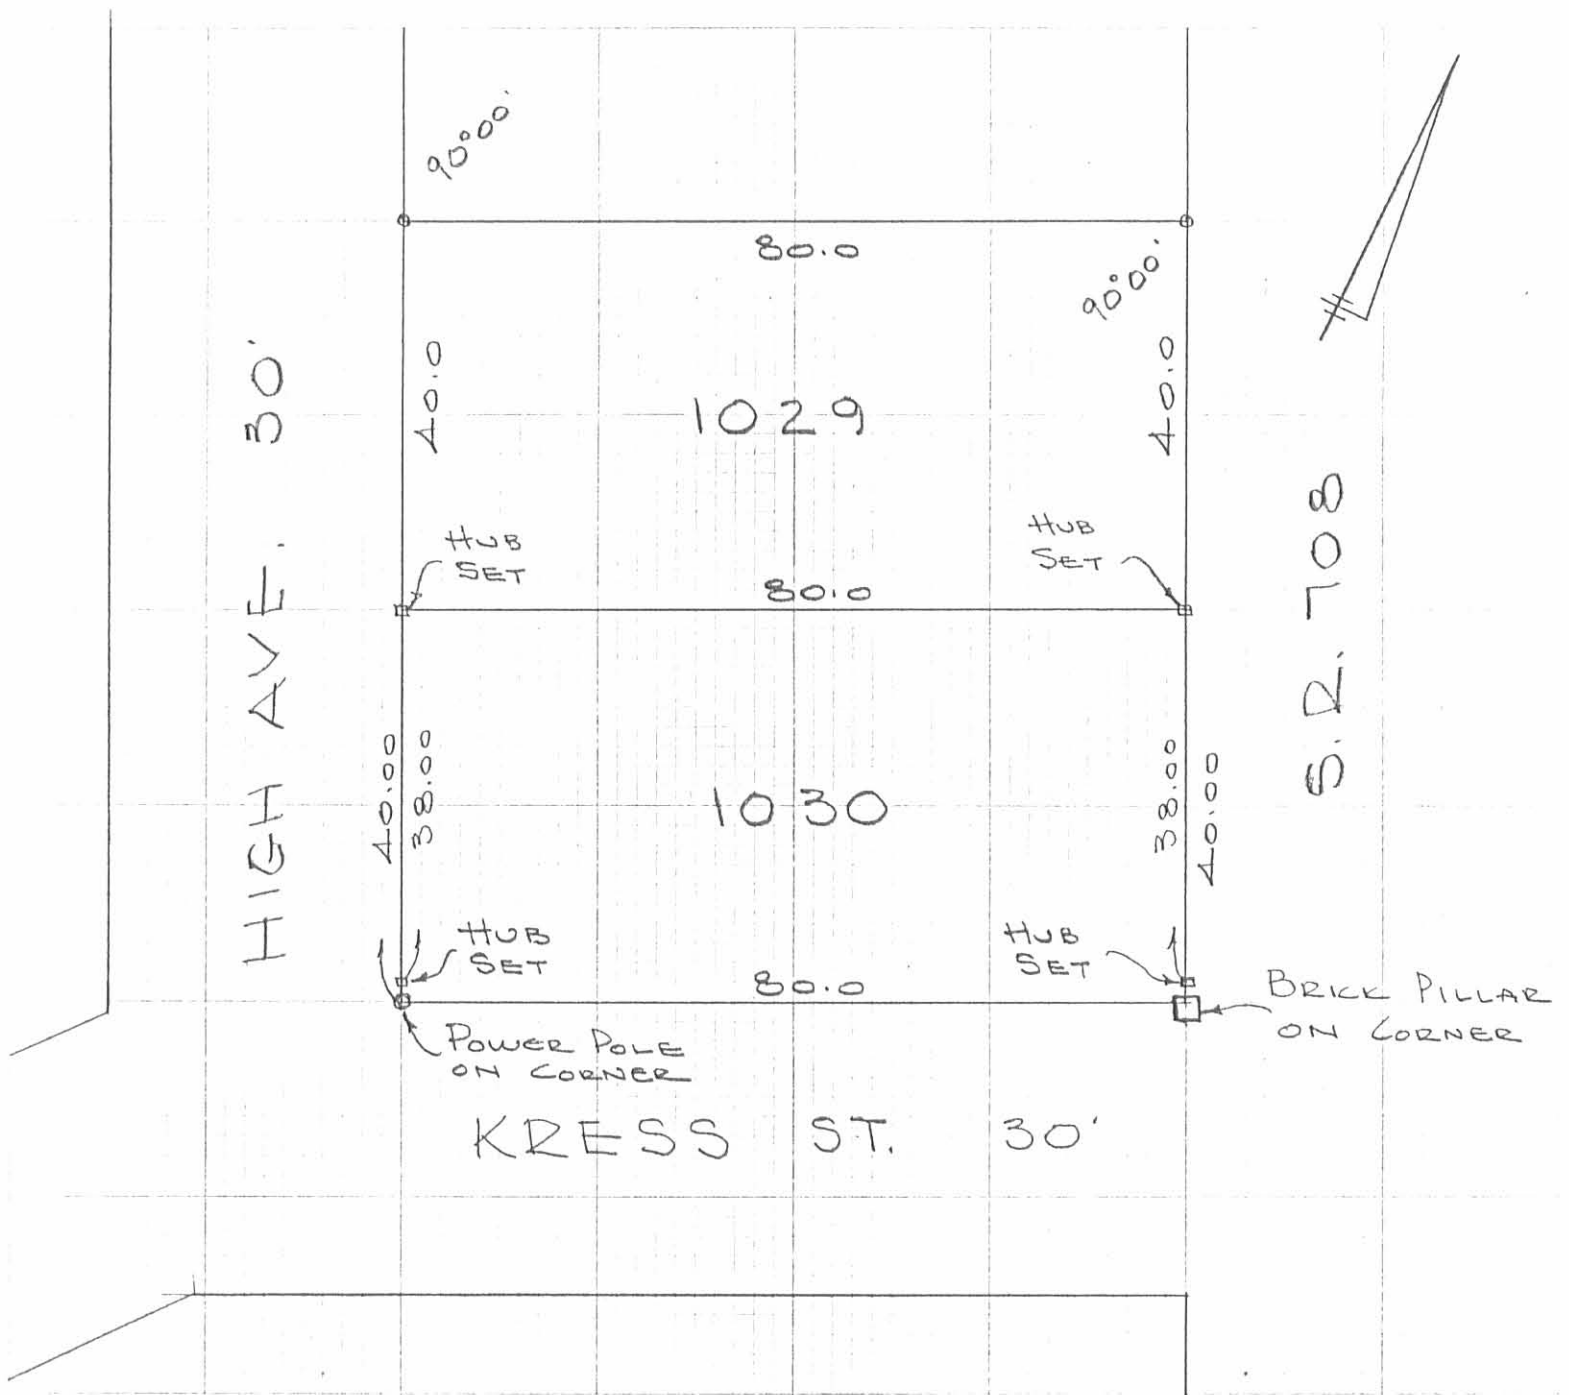 90°00'
80.0
90°00'
HIGH AVE. 30'
40.0
40.0
1029
S.R. 708
HUB
SET
HUB
SET
80.0
40.00
38.00
1030
38.00
40.00
HUB
SET
HUB
SET
80.0
BRICK PILLAR
ON CORNER
POWER POLE
ON CORNER
KRESS ST. 30'